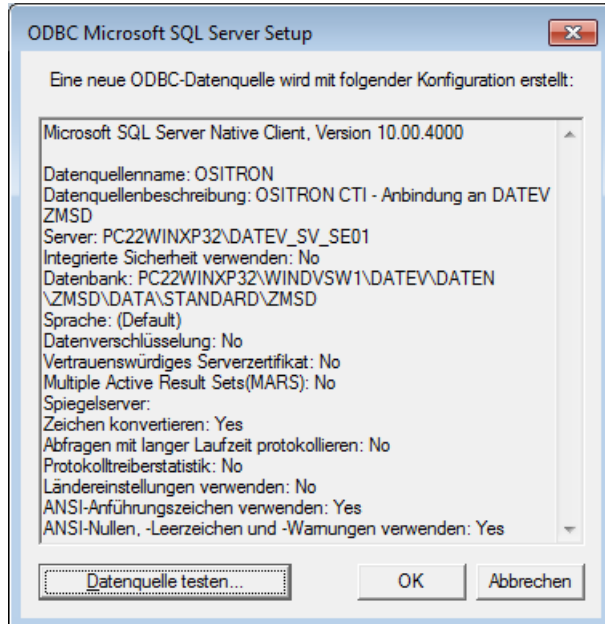 ODBC Microsoft SQL Server Setup
Eine neue ODBC-Datenquelle wird mit folgender Konfiguration erstellt:
Microsoft SQL Server Native Client, Version 10.00.4000
Datenquellenname: OSITRON
Datenquellenbeschreibung: OSITRON CTI - Anbindung an DATEV
ZMSD
Server: PC22WINXP32\DATEV_SV_SE01
Integrierte Sicherheit verwenden: No
Datenbank: PC22WINXP32\WINDVSW1\DATEV\DATEN
\ZMSD\DATA\STANDARD\ZMSD
Sprache: (Default)
Datenverschlüsselung: No
Vertrauenswürdiges Serverzertifikat: No
Multiple Active Result Sets(MARS): No
Spiegelserver:
Zeichen konvertieren: Yes
Abfragen mit langer Laufzeit protokollieren: No
Protokolltreiberstatistik: No
Ländereinstellungen verwenden: No
ANSI-Anführungszeichen verwenden: Yes
ANSI-Nullen, -Leerzeichen und -Warnungen verwenden: Yes
Datenquelle testen... OK Abbrechen